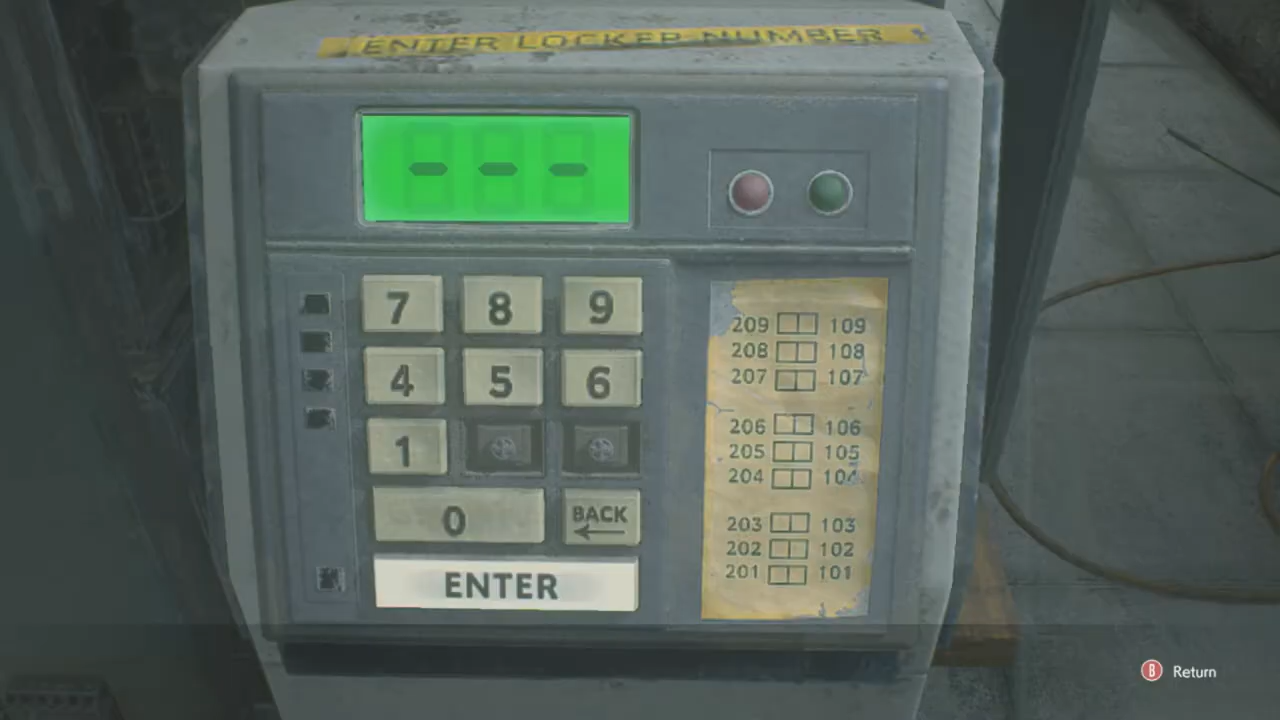 ENTER LOCKER NUMBER
- - -
7 8 9
4 5 6
1
0 BACK
ENTER
209 109
208 108
207 107
206 106
205 105
204 104
203 103
202 102
201 101
B Return